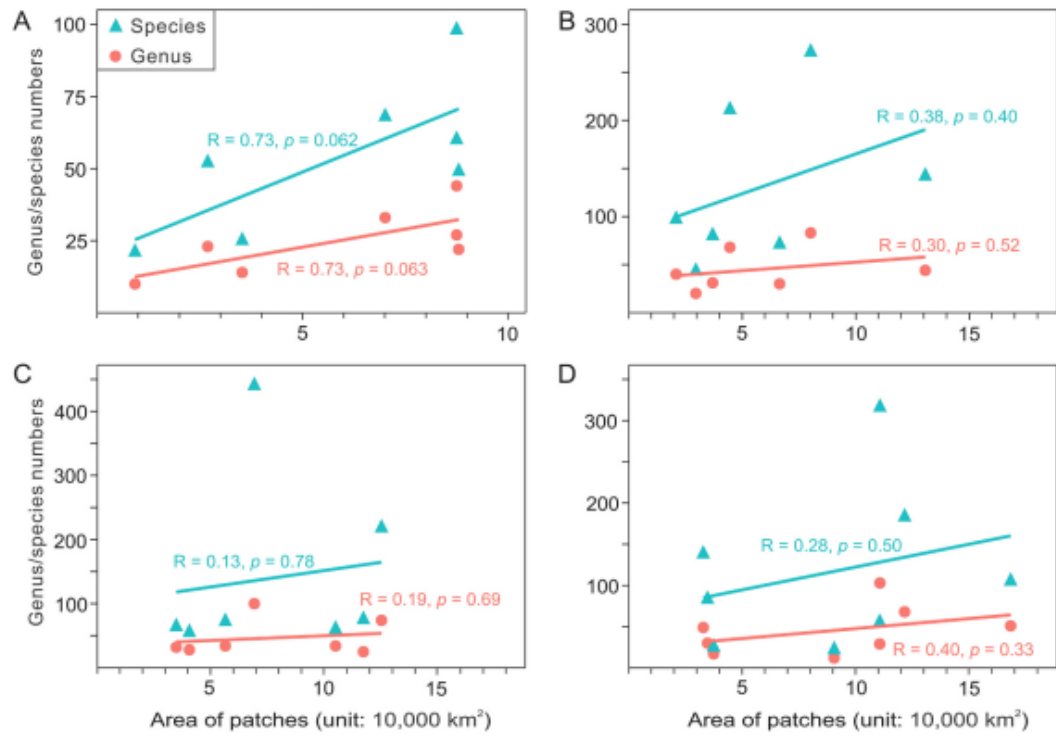 A
Species
Genus
Genus/species numbers
100
75
50
25
R = 0.73, p = 0.062
R = 0.73, p = 0.063
5
10
B
300
200
100
R = 0.38, p = 0.40
R = 0.30, p = 0.52
5
10
15
C
Genus/species numbers
400
300
200
100
R = 0.13, p = 0.78
R = 0.19, p = 0.69
5
10
15
Area of patches (unit: 10,000 km²)
D
300
200
100
R = 0.28, p = 0.50
R = 0.40, p = 0.33
5
10
15
Area of patches (unit: 10,000 km²)